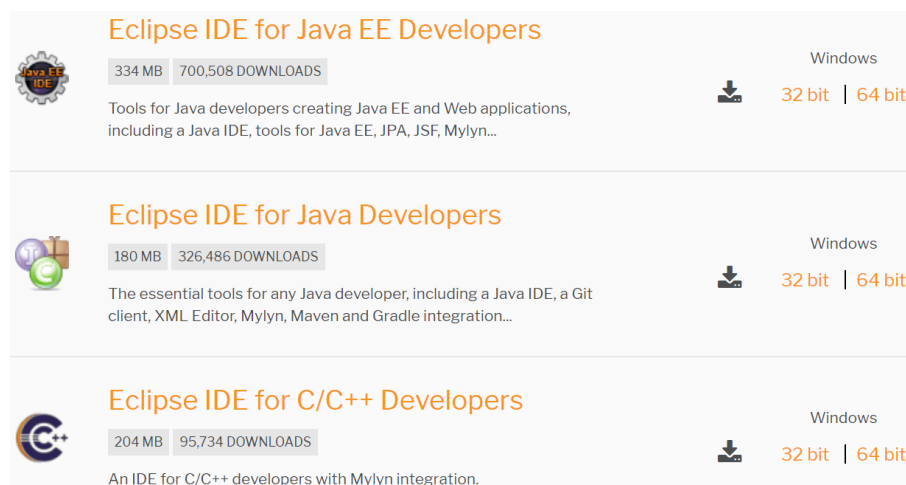 Eclipse IDE for Java EE Developers
Java EE
IDE
334 MB 700,508 DOWNLOADS
Windows
32 bit | 64 bit
Tools for Java developers creating Java EE and Web applications,
including a Java IDE, tools for Java EE, JPA, JSF, Mylyn...
Eclipse IDE for Java Developers
J
C
180 MB 326,486 DOWNLOADS
Windows
32 bit | 64 bit
The essential tools for any Java developer, including a Java IDE, a Git
client, XML Editor, Mylyn, Maven and Gradle integration...
Eclipse IDE for C/C++ Developers
C++
204 MB 95,734 DOWNLOADS
Windows
32 bit | 64 bit
An IDE for C/C++ developers with Mylyn integration.